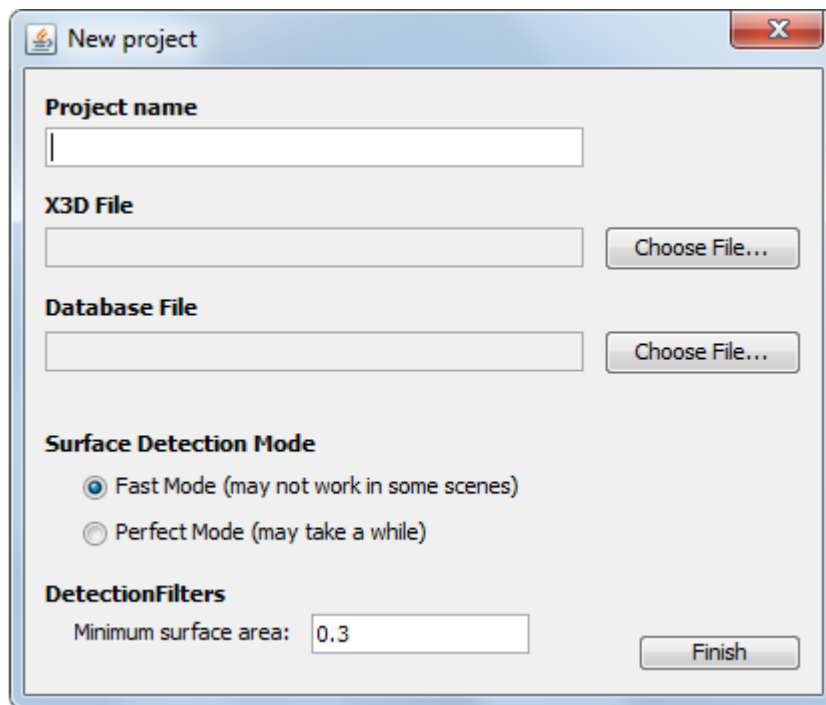 New project
Project name
X3D File
Choose File...
Database File
Choose File...
Surface Detection Mode
Fast Mode (may not work in some scenes)
Perfect Mode (may take a while)
DetectionFilters
Minimum surface area: 0.3
Finish